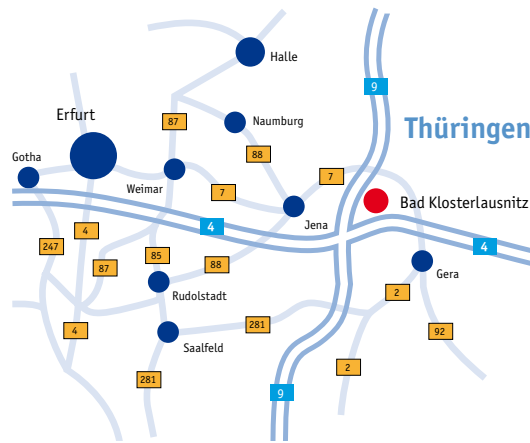 Halle
9
Erfurt
87
Naumburg
Thüringen
Gotha
88
Weimar
7
7
Bad Klosterlausnitz
Jena
4
4
247
4
85
88
87
Gera
Rudolstadt
2
4
281
92
Saalfeld
281
2
9